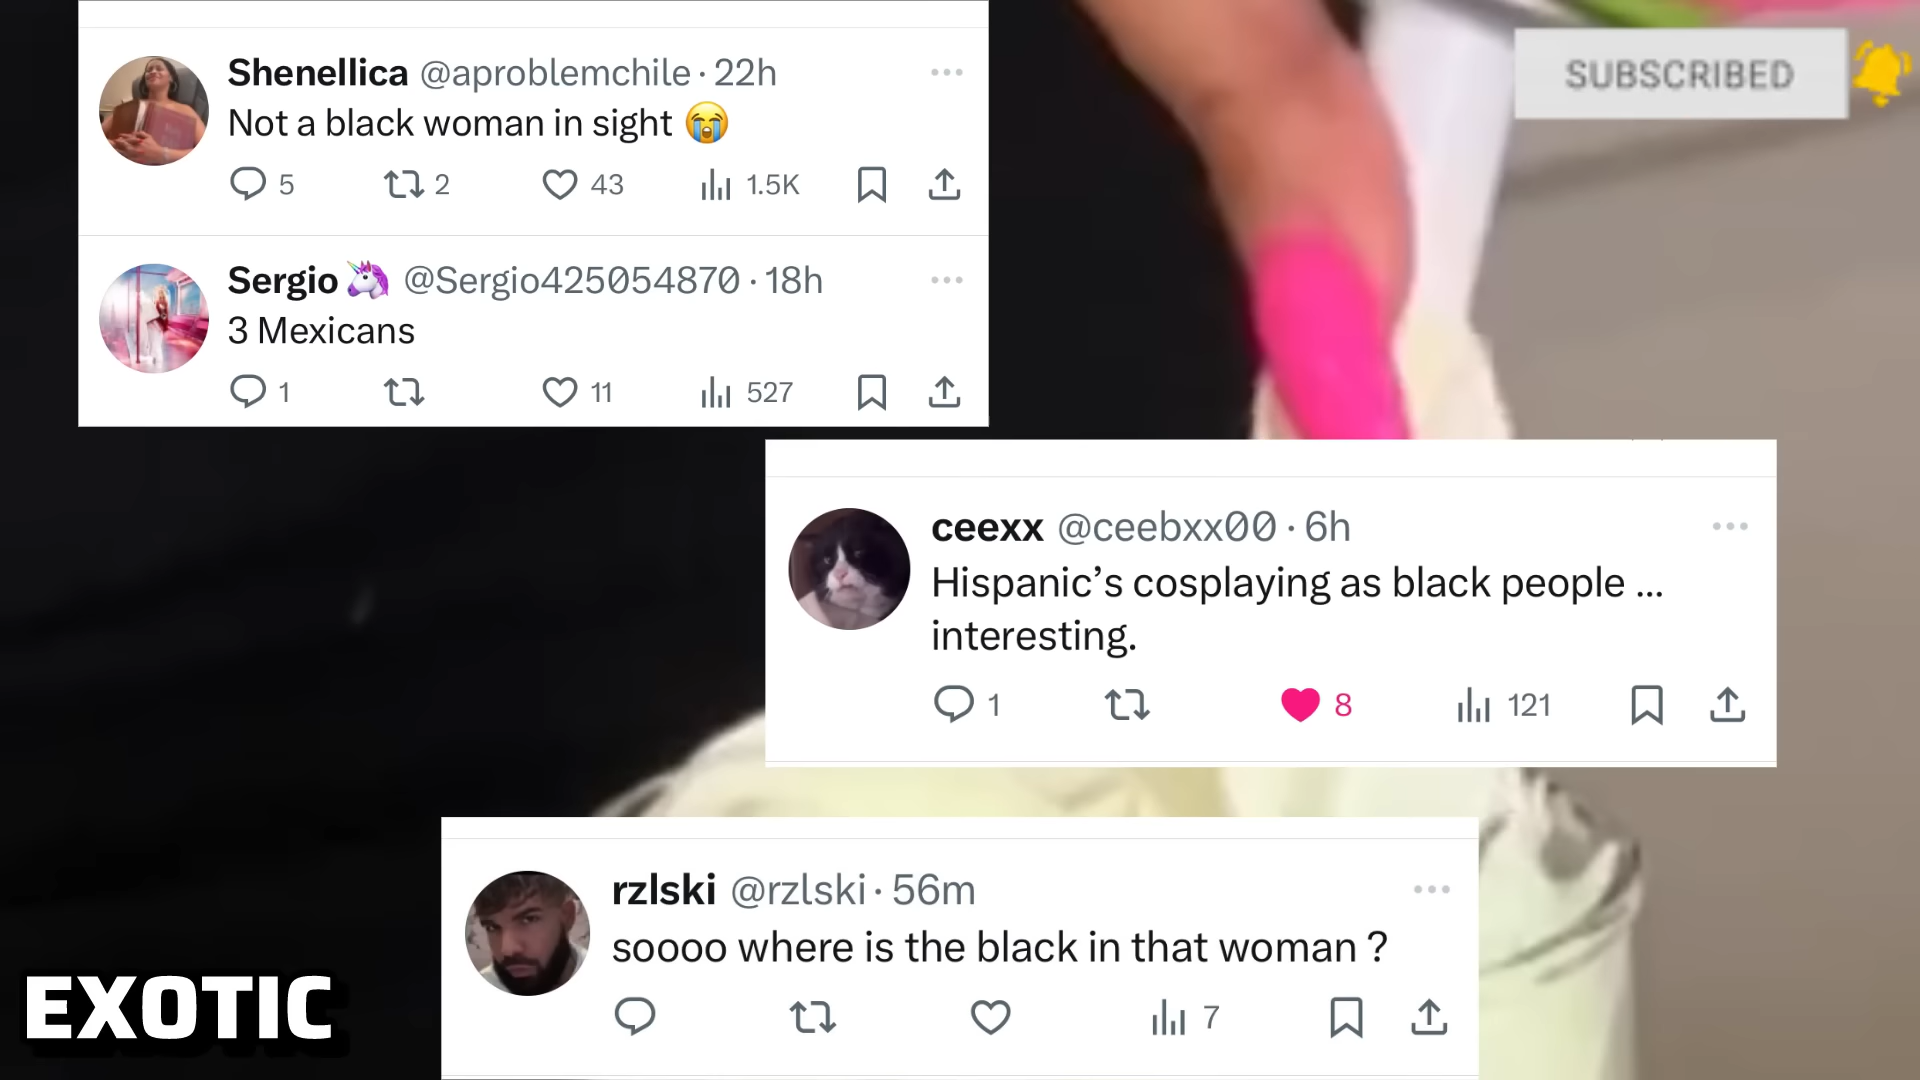 Shenellica @aproblemchile · 22h
Not a black woman in sight 😭
5 2 43 1.5K
Sergio🦄 @Sergio425054870 · 18h
3 Mexicans
1 11 527
SUBSCRIBED
ceexx @ceebxx00 · 6h
Hispanic’s cosplaying as black people ...
interesting.
1 8 121
rzlski @rzlski · 56m
soooo where is the black in that woman ?
7
EXOTIC